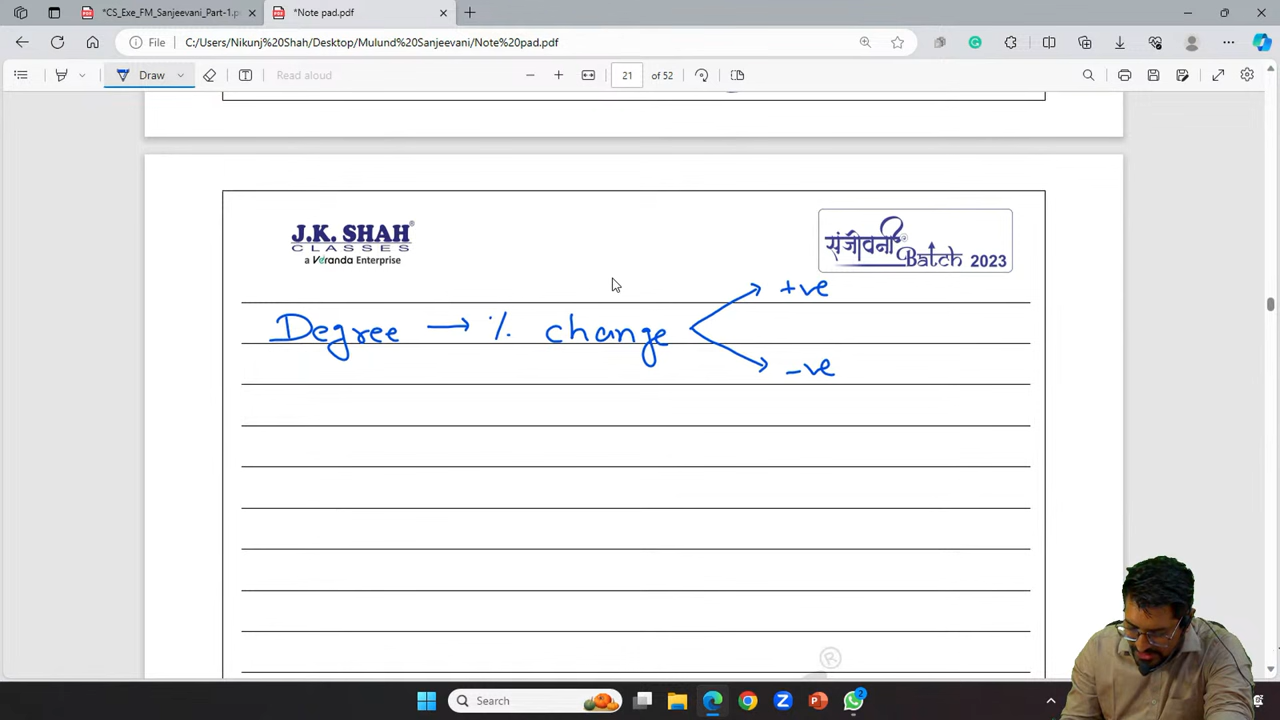 *CS_Exe_FM_Sanjeevani_Part-1.p
*Note pad.pdf
File
C:/Users/Nikunj%20Shah/Desktop/Mulund%20Sanjeevani/Note%20pad.pdf
Draw
Read aloud
21
of 52
J.K. SHAH®
CLASSES
a Veranda Enterprise
संजीवनी
Batch 2023
+ve
Degree → % change
-ve
®
Search
2